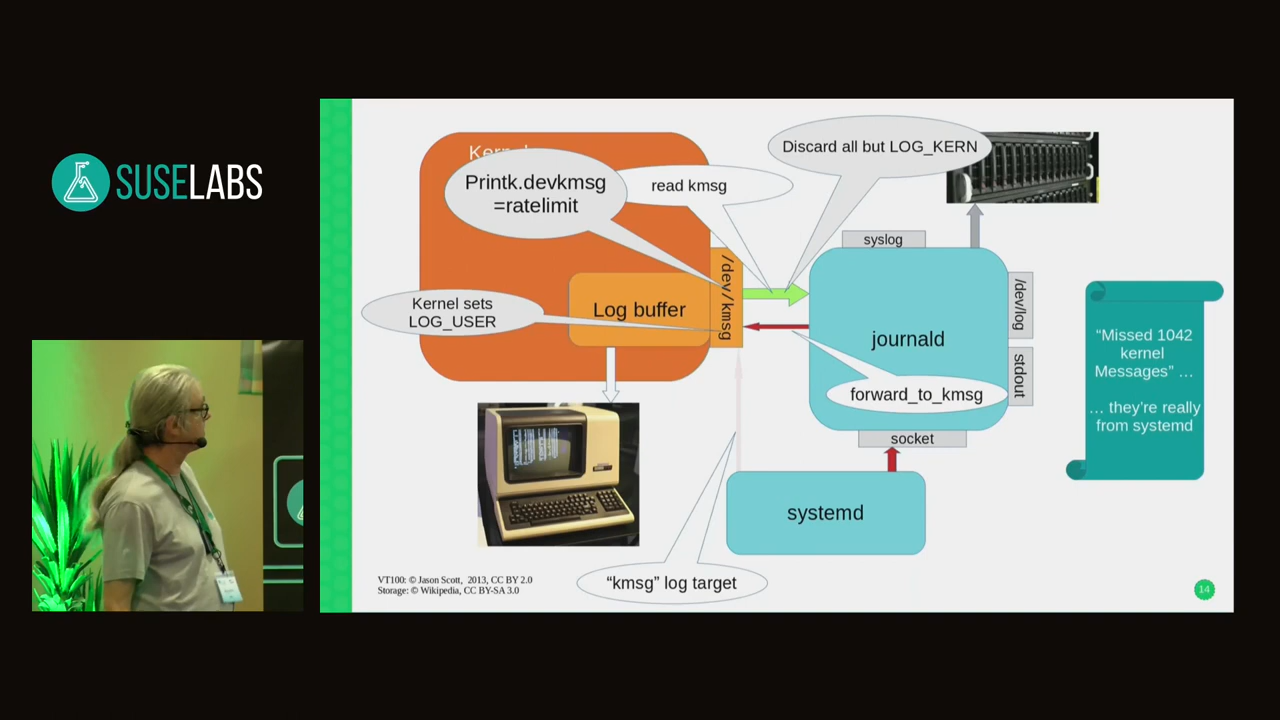 SUSELABS
Kernel
Printk.devkmsg
=ratelimit
read kmsg
Discard all but LOG_KERN
syslog
/dev/kmsg
/dev/log
Kernel sets
LOG_USER
Log buffer
journald
stdout
forward_to_kmsg
socket
"Missed 1042
kernel
Messages" …
… they're really
from systemd
systemd
"kmsg" log target
VT100: © Jason Scott,  2013, CC BY 2.0
Storage: © Wikipedia, CC BY-SA 3.0
14